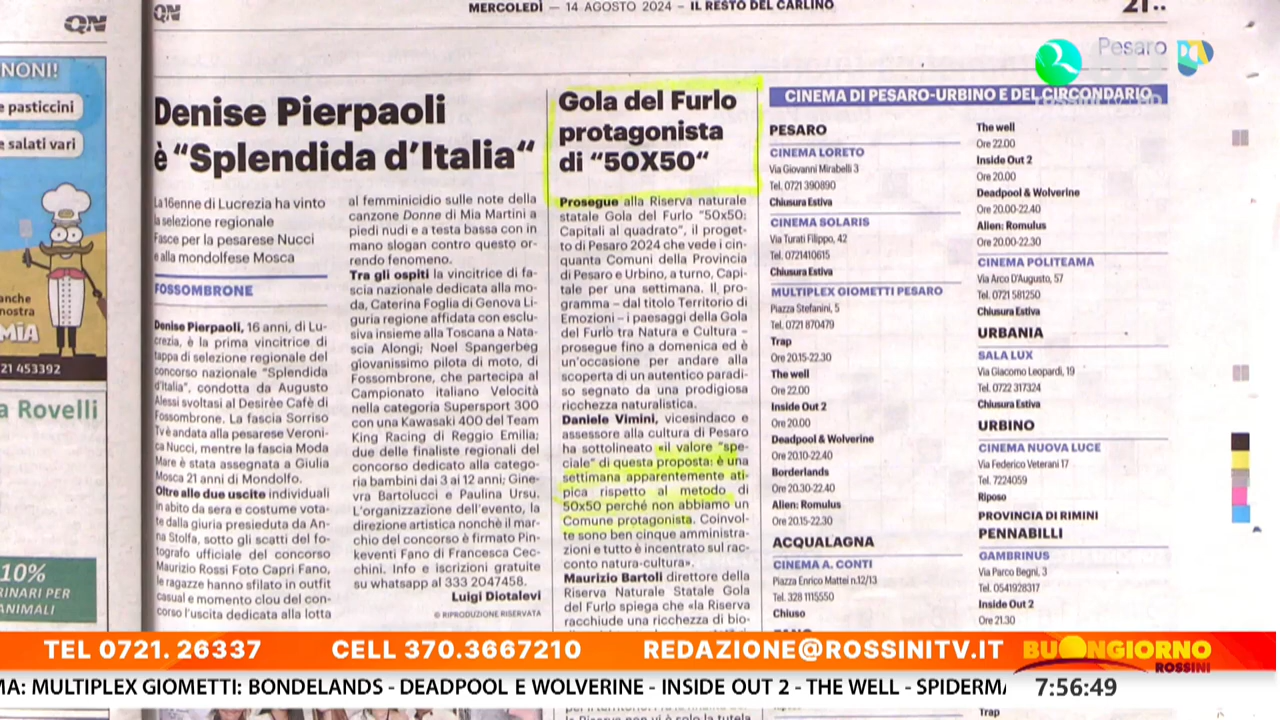 QN
QN
MERCOLEDÌ — 14 AGOSTO 2024 – IL RESTO DEL CARLINO
21..
Pesaro
NONI!
e pasticcini
e salati vari
anche
nostra
MIA
21 453392
a Rovelli
10%
RINARI PER
ANIMALI
Denise Pierpaoli
è “Splendida d’Italia“
La 16enne di Lucrezia ha vinto
la selezione regionale
Fasce per la pesarese Nucci
e alla mondolfese Mosca
FOSSOMBRONE
Denise Pierpaoli, 16 anni, di Lu-
crezia, è la prima vincitrice di
tappa di selezione regionale del
concorso nazionale “Splendida
d'Italia“, condotta da Augusto
Alessi svoltasi al Desirèe Cafè di
Fossombrone. La fascia Sorriso
Tv è andata alla pesarese Veroni-
ca Nucci, mentre la fascia Moda
Mare è stata assegnata a Giulia
Mosca 21 anni di Mondolfo.
Oltre alle due uscite individuali
in abito da sera e costume vota-
te dalla giuria presieduta da An-
na Stolfa, sotto gli scatti del fo-
tografo ufficiale del concorso
Maurizio Rossi Foto Capri Fano,
le ragazze hanno sfilato in outfit
casual e momento clou del con-
corso l'uscita dedicata alla lotta
al femminicidio sulle note della
canzone Donne di Mia Martini a
piedi nudi e a testa bassa con in
mano slogan contro questo or-
rendo fenomeno.
Tra gli ospiti la vincitrice di fa-
scia nazionale dedicata alla mo-
da, Caterina Foglia di Genova Li-
guria regione affidata con esclu-
siva insieme alla Toscana a Nata-
scia Alongi; Noel Spangerbeg
giovanissimo pilota di moto, di
Fossombrone, che partecipa al
Campionato italiano Velocità
nella categoria Supersport 300
con una Kawasaki 400 del Team
King Racing di Reggio Emilia;
due delle finaliste regionali del
concorso dedicato alla catego-
ria bambini dai 3 ai 12 anni; Gine-
vra Bartolucci e Paulina Ursu.
L'organizzazione dell'evento, la
direzione artistica nonchè il mar-
chio del concorso è firmato Pin-
keventi Fano di Francesca Cec-
chini. Info e iscrizioni gratuite
su whatsapp al 333 2047458.
Luigi Diotalevi
© RIPRODUZIONE RISERVATA
Gola del Furlo
protagonista
di “50X50“
Prosegue alla Riserva naturale
statale Gola del Furlo “50x50:
Capitali al quadrato“, il proget-
to di Pesaro 2024 che vede i cin-
quanta Comuni della Provincia
di Pesaro e Urbino, a turno, Capi-
tale per una settimana. Il pro-
gramma – dal titolo Territorio di
Emozioni – i paesaggi della Gola
del Furlo tra Natura e Cultura –
prosegue fino a domenica ed è
un'occasione per andare alla
scoperta di un autentico paradi-
so segnato da una prodigiosa
ricchezza naturalistica.
Daniele Vimini, vicesindaco e
assessore alla cultura di Pesaro
ha sottolineato «il valore “spe-
ciale“ di questa proposta: è una
settimana apparentemente ati-
pica rispetto al metodo di
50x50 perché non abbiamo un
Comune protagonista. Coinvol-
te sono ben cinque amministra-
zioni e tutto è incentrato sul rac-
conto natura-cultura».
Maurizio Bartoli direttore della
Riserva Naturale Statale Gola
del Furlo spiega che «la Riserva
racchiude una ricchezza di bio-
CINEMA DI PESARO-URBINO E DEL CIRCONDARIO
PESARO
CINEMA LORETO
Via Giovanni Mirabelli 3
Tel. 0721 390890
Chiusura Estiva
CINEMA SOLARIS
Via Turati Filippo, 42
Tel. 0721410615
Chiusura Estiva
MULTIPLEX GIOMETTI PESARO
Piazza Stefanini, 5
Tel. 0721 870479
Trap
Ore 20.15-22.30
The well
Ore 22.00
Inside Out 2
Ore 20.00
Deadpool & Wolverine
Ore 20.10-22.40
Borderlands
Ore 20.30-22.40
Alien: Romulus
Ore 20.15-22.30
ACQUALAGNA
CINEMA A. CONTI
Piazza Enrico Mattei n.12/13
Tel. 328 1115550
Chiuso
The well
Ore 22.00
Inside Out 2
Ore 20.00
Deadpool & Wolverine
Ore 20.00-22.40
Alien: Romulus
Ore 20.00-22.30
CINEMA POLITEAMA
Via Arco D'Augusto, 57
Tel. 0721 581250
Chiusura Estiva
URBANIA
SALA LUX
Via Giacomo Leopardi, 19
Tel. 0722 317324
Chiusura Estiva
URBINO
CINEMA NUOVA LUCE
Via Federico Veterani 17
Tel. 7224059
Riposo
PROVINCIA DI RIMINI
PENNABILLI
GAMBRINUS
Via Parco Begni, 3
Tel. 0541928317
Inside Out 2
Ore 21.30
TEL 0721. 26337 CELL 370.3667210 REDAZIONE@ROSSINITV.IT
BUONGIORNO
ROSSINI
MA: MULTIPLEX GIOMETTI: BONDELANDS - DEADPOOL E WOLVERINE - INSIDE OUT 2 - THE WELL - SPIDERMA
7:56:49
Trap